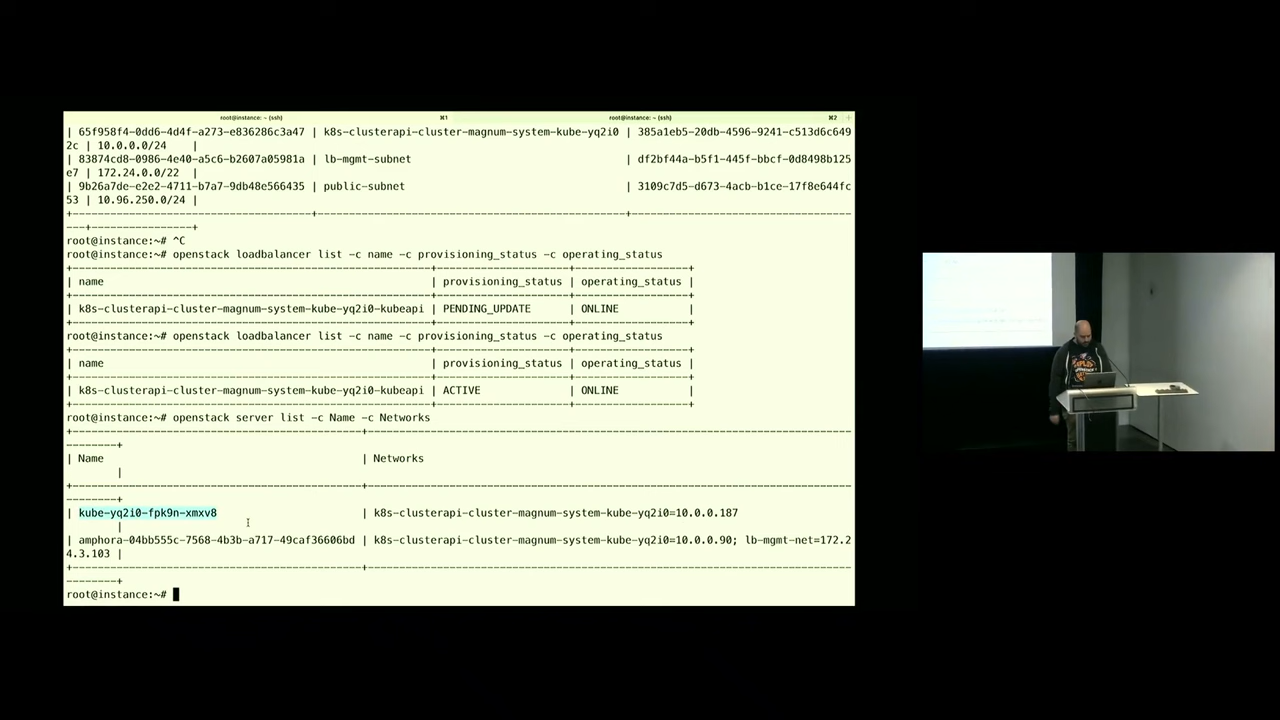 root@instance: ~ (ssh) ⌘1 root@instance: ~ (ssh) ⌘2 +
| 65f958f4-0dd6-4d4f-a273-e836286c3a47 | k8s-clusterapi-cluster-magnum-system-kube-yq2i0 | 385a1eb5-20db-4596-9241-c513d6c649
2c | 10.0.0.0/24 |
| 83874cd8-0986-4e40-a5c6-b2607a05981a | lb-mgmt-subnet | df2bf44a-b5f1-445f-bbcf-0d8498b125
e7 | 172.24.0.0/22 |
| 9b26a7de-e2e2-4711-b7a7-9db48e566435 | public-subnet | 3109c7d5-d673-4acb-b1ce-17f8e644fc
53 | 10.96.250.0/24 |
root@instance:~# ^C
root@instance:~# openstack loadbalancer list -c name -c provisioning_status -c operating_status
| name | provisioning_status | operating_status |
| k8s-clusterapi-cluster-magnum-system-kube-yq2i0-kubeapi | PENDING_UPDATE | ONLINE |
root@instance:~# openstack loadbalancer list -c name -c provisioning_status -c operating_status
| name | provisioning_status | operating_status |
| k8s-clusterapi-cluster-magnum-system-kube-yq2i0-kubeapi | ACTIVE | ONLINE |
root@instance:~# openstack server list -c Name -c Networks
| Name | Networks
|
| kube-yq2i0-fpk9n-xmxv8 | k8s-clusterapi-cluster-magnum-system-kube-yq2i0=10.0.0.187
|
| amphora-04bb555c-7568-4b3b-a717-49caf36606bd | k8s-clusterapi-cluster-magnum-system-kube-yq2i0=10.0.0.90; lb-mgmt-net=172.2
4.3.103 |
root@instance:~#